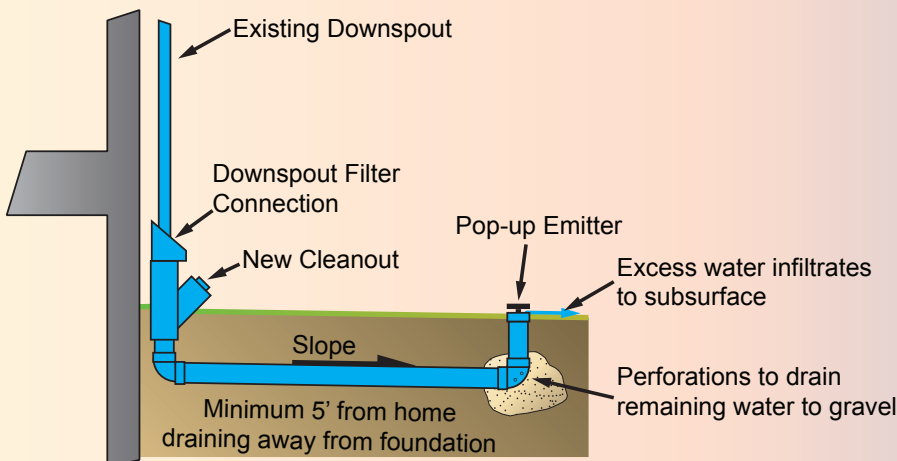 Existing Downspout
Downspout Filter
Connection
New Cleanout
Pop-up Emitter
Excess water infiltrates
to subsurface
Slope
Perforations to drain
remaining water to gravel
Minimum 5' from home
draining away from foundation